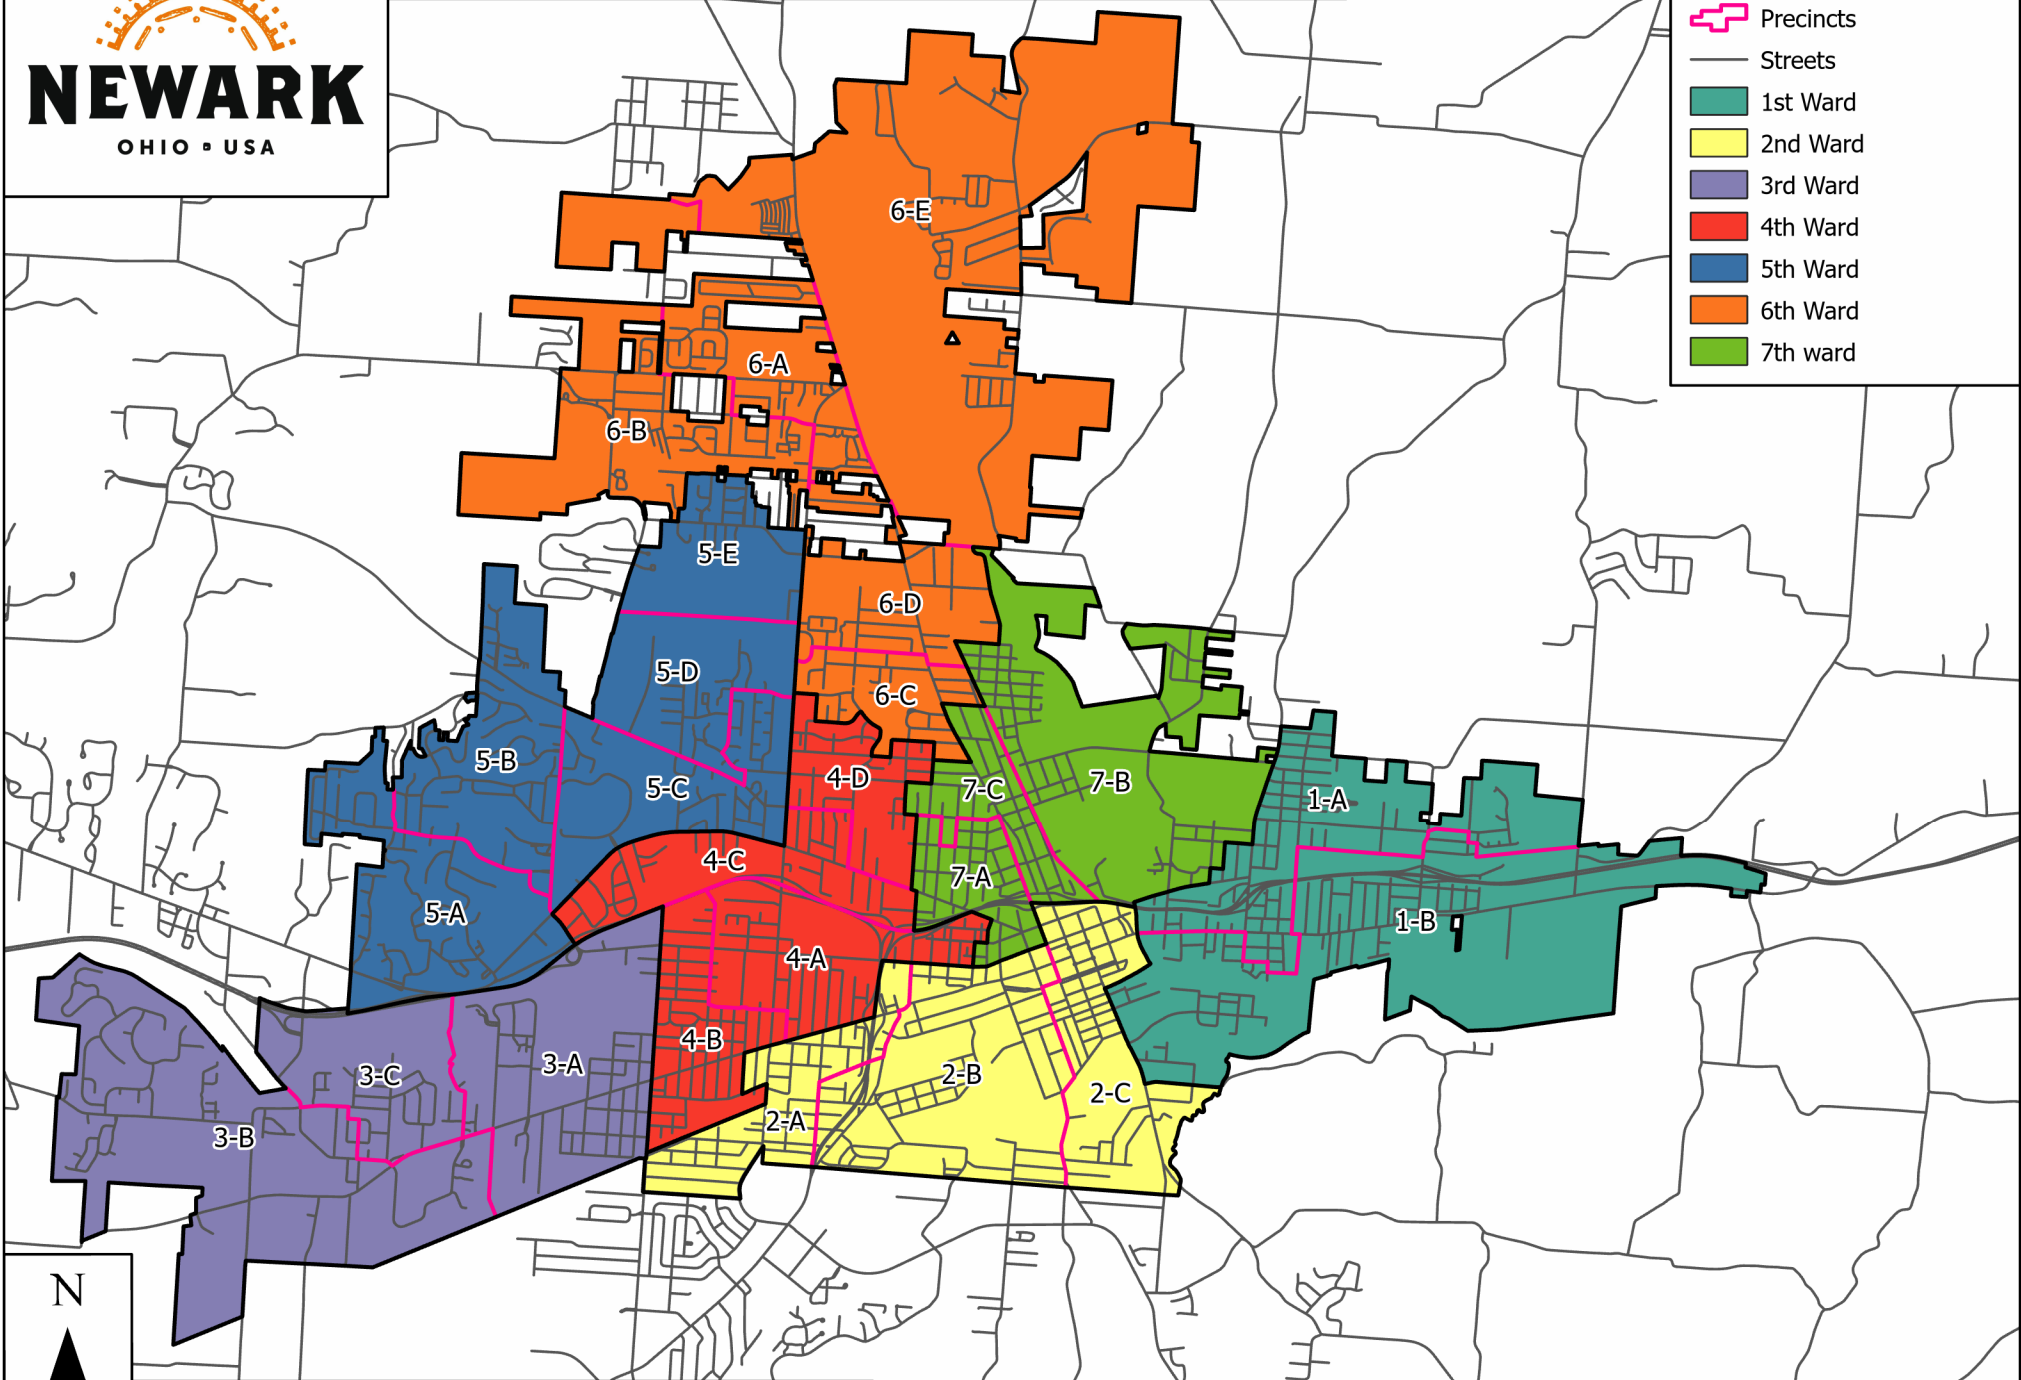 NEWARK
OHIO USA
Precincts
Streets
1st Ward
2nd Ward
3rd Ward
4th Ward
5th Ward
6th Ward
7th ward
6-E
6-A
6-B
5-E
6-D
5-D
6-C
5-B
4-D
7-C
7-B
5-C
1-A
4-C
7-A
5-A
1-B
4-A
4-B
3-A
3-C
2-B
2-C
2-A
3-B
N